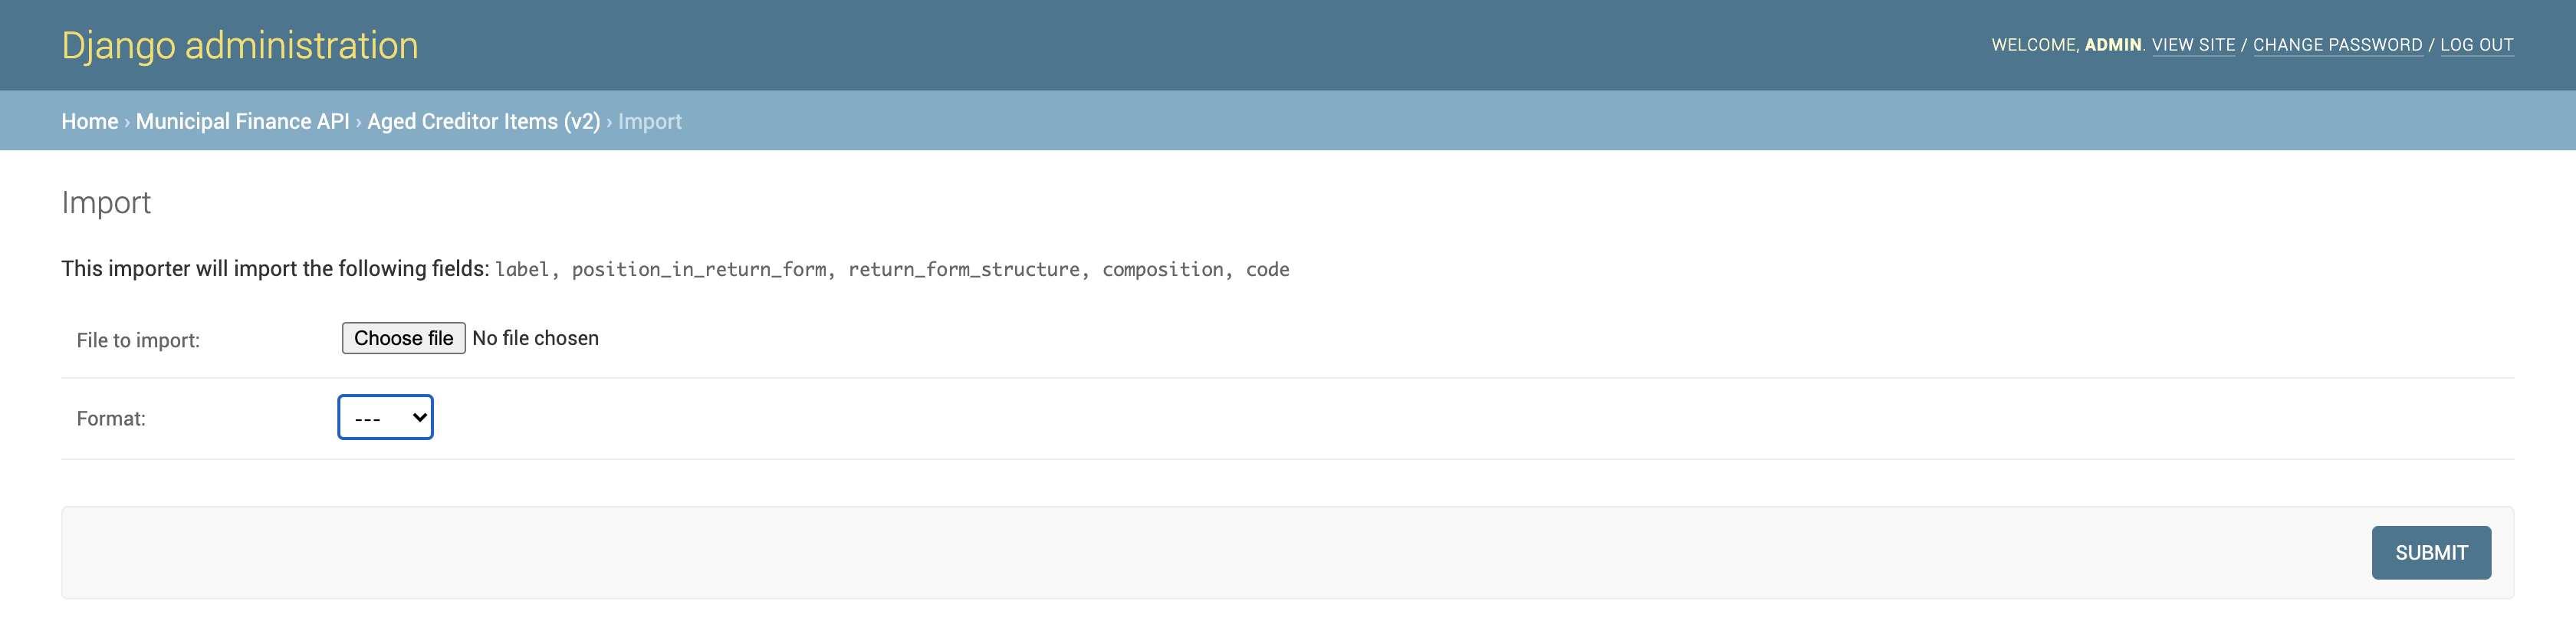 Django administration
WELCOME, ADMIN. VIEW SITE / CHANGE PASSWORD / LOG OUT
Home › Municipal Finance API › Aged Creditor Items (v2) › Import
Import
This importer will import the following fields: label, position_in_return_form, return_form_structure, composition, code
File to import: Choose file No file chosen
Format: ---
SUBMIT